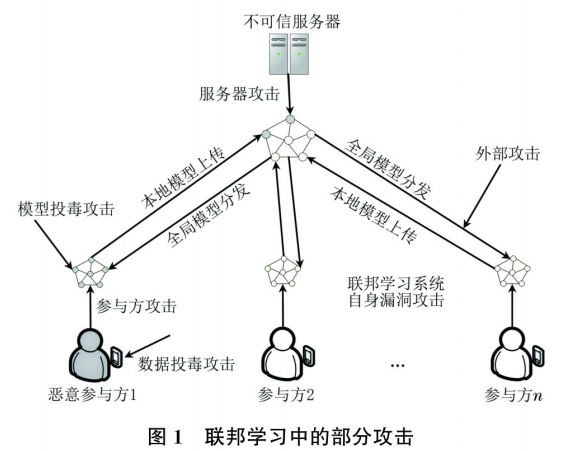 不可信服务器
服务器攻击
本地模型上传
全局模型分发
外部攻击
模型投毒攻击
全局模型分发
本地模型上传
参与方攻击
联邦学习系统
自身漏洞攻击
数据投毒攻击
...
恶意参与方1
参与方2
参与方n
图 1 联邦学习中的部分攻击